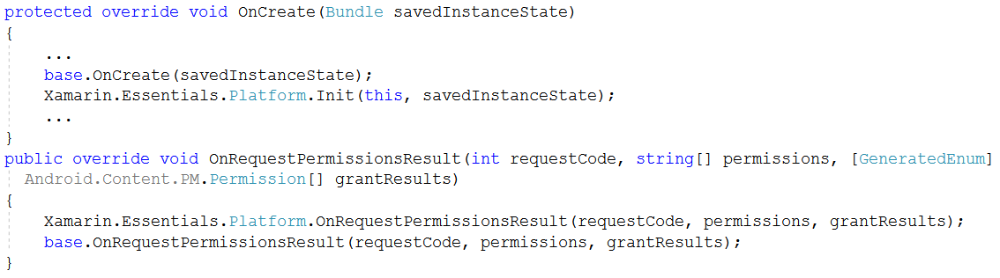 protected override void OnCreate(Bundle savedInstanceState)
{
...
base.OnCreate(savedInstanceState);
Xamarin.Essentials.Platform.Init(this, savedInstanceState);
...
}
public override void OnRequestPermissionsResult(int requestCode, string[] permissions, [GeneratedEnum]
Android.Content.PM.Permission[] grantResults)
{
Xamarin.Essentials.Platform.OnRequestPermissionsResult(requestCode, permissions, grantResults);
base.OnRequestPermissionsResult(requestCode, permissions, grantResults);
}